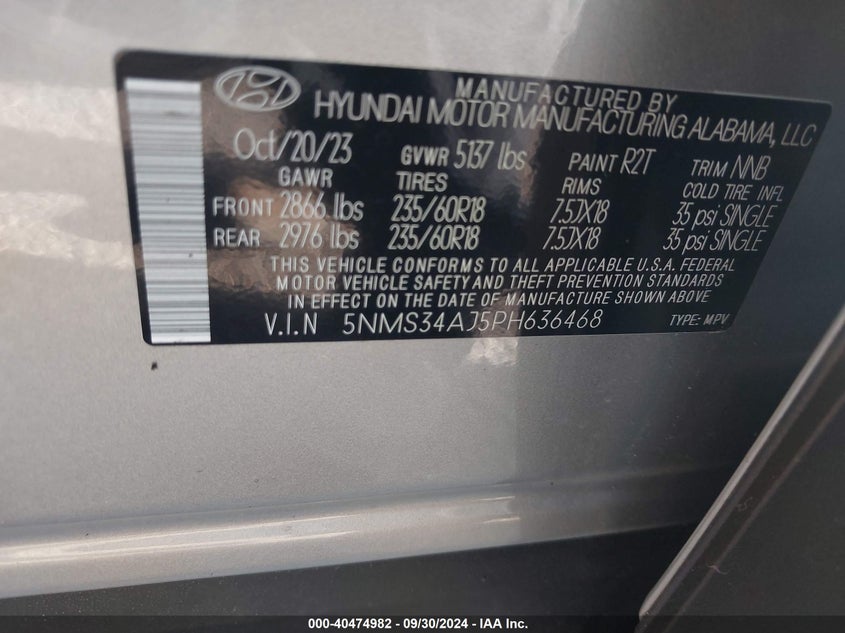 MANUFACTURED BY
HYUNDAI MOTOR MANUFACTURING ALABAMA, LLC
Oct/20/23 GVWR 5137 lbs PAINT R2T TRIM NNB
GAWR TIRES RIMS COLD TIRE INFL
FRONT 2866 lbs 235/60R18 7.5JX18 35 psi SINGLE
REAR 2976 lbs 235/60R18 7.5JX18 35 psi SINGLE
THIS VEHICLE CONFORMS TO ALL APPLICABLE U.S.A. FEDERAL
MOTOR VEHICLE SAFETY AND THEFT PREVENTION STANDARDS
IN EFFECT ON THE DATE OF MANUFACTURE SHOWN ABOVE
V.I.N 5NMS34AJ5PH636468 TYPE: MPV
000-40474982 - 09/30/2024 - IAA Inc.